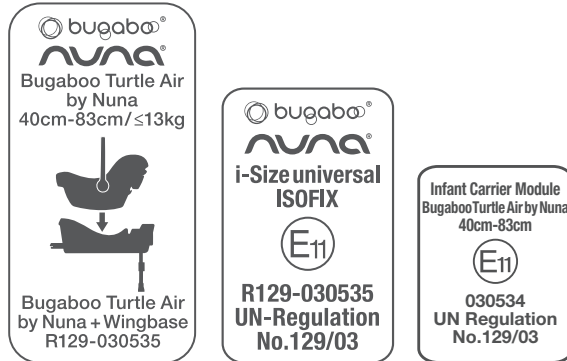 bugaboo®
nuna®
Bugaboo Turtle Air
by Nuna
40cm-83cm/≤13kg
Bugaboo Turtle Air
by Nuna + Wingbase
R129-030535
bugaboo®
nuna®
i-Size universal
ISOFIX
E11
R129-030535
UN-Regulation
No.129/03
Infant Carrier Module
Bugaboo Turtle Air by Nuna
40cm-83cm
E11
030534
UN Regulation
No.129/03